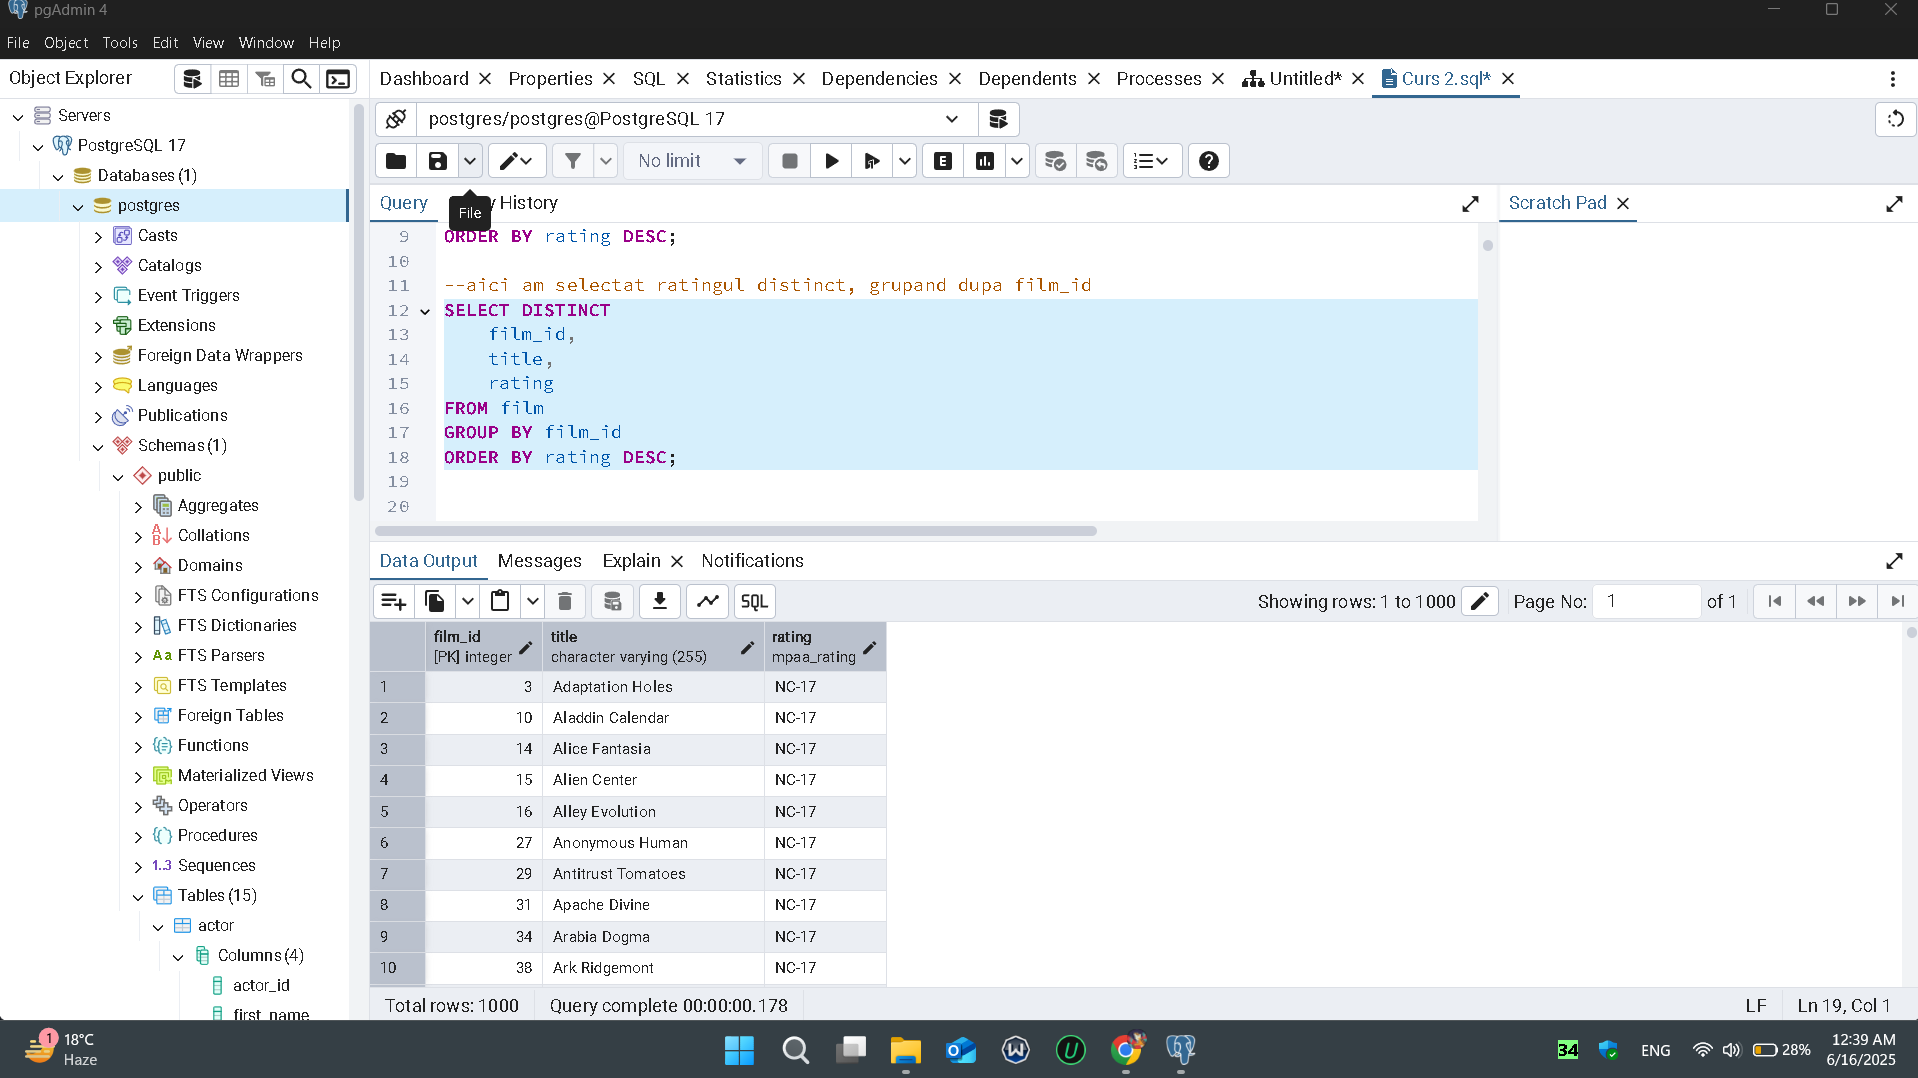 pgAdmin 4
File Object Tools Edit View Window Help
Object Explorer
Dashboard Properties SQL Statistics Dependencies Dependents Processes Untitled* Curs 2.sql*
Servers
PostgreSQL 17
Databases (1)
postgres
Casts
Catalogs
Event Triggers
Extensions
Foreign Data Wrappers
Languages
Publications
Schemas (1)
public
Aggregates
Collations
Domains
FTS Configurations
FTS Dictionaries
FTS Parsers
FTS Templates
Foreign Tables
Functions
Materialized Views
Operators
Procedures
1..3 Sequences
Tables (15)
actor
Columns (4)
actor_id
first_name
postgres/postgres@PostgreSQL 17
No limit
Query y History
File
Scratch Pad
9 ORDER BY rating DESC;
10
11 --aici am selectat ratingul distinct, grupand dupa film_id
12 SELECT DISTINCT
13 film_id,
14 title,
15 rating
16 FROM film
17 GROUP BY film_id
18 ORDER BY rating DESC;
19
20
Data Output Messages Explain Notifications
SQL
Showing rows: 1 to 1000 Page No: 1 of 1
film_id title rating
[PK] integer character varying (255) mpaa_rating
1 3 Adaptation Holes NC-17
2 10 Aladdin Calendar NC-17
3 14 Alice Fantasia NC-17
4 15 Alien Center NC-17
5 16 Alley Evolution NC-17
6 27 Anonymous Human NC-17
7 29 Antitrust Tomatoes NC-17
8 31 Apache Divine NC-17
9 34 Arabia Dogma NC-17
10 38 Ark Ridgemont NC-17
Total rows: 1000 Query complete 00:00:00.178 LF Ln 19, Col 1
1 18°C
Haze
34 ENG 28%
12:39 AM
6/16/2025